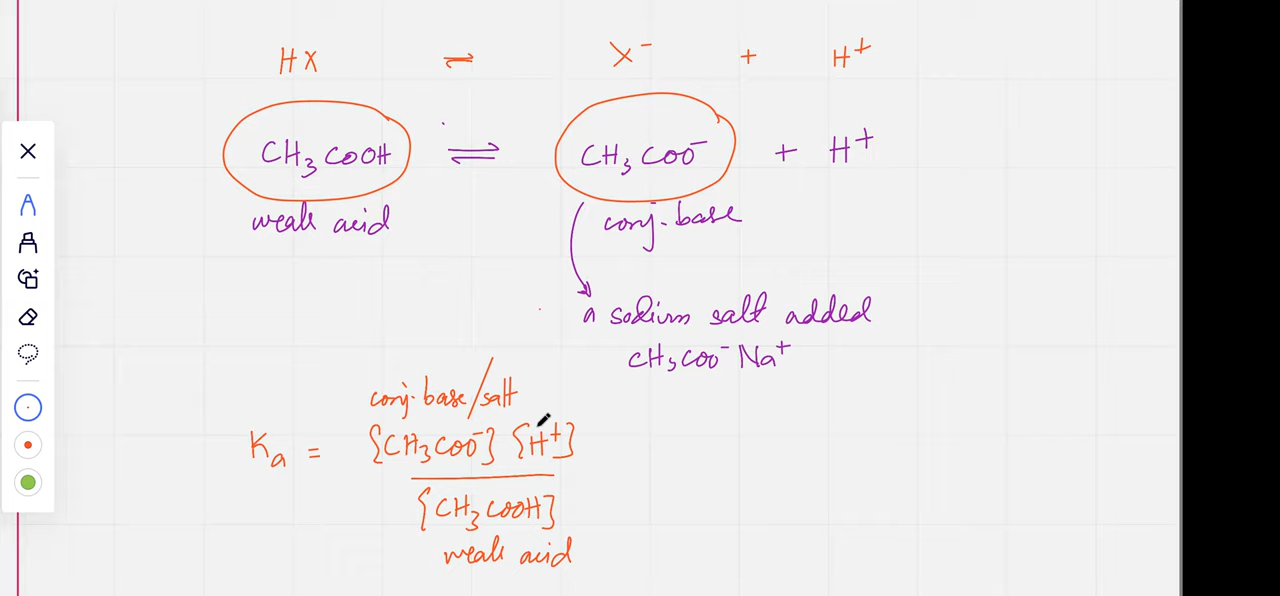 HX ⇌ X⁻ + H⁺
CH₃COOH ⇌ CH₃COO⁻ + H⁺
weak acid conj. base
a sodium salt added
CH₃COO⁻Na⁺
conj. base/salt
Ka = {CH₃COO⁻} {H⁺}
{CH₃COOH}
weak acid